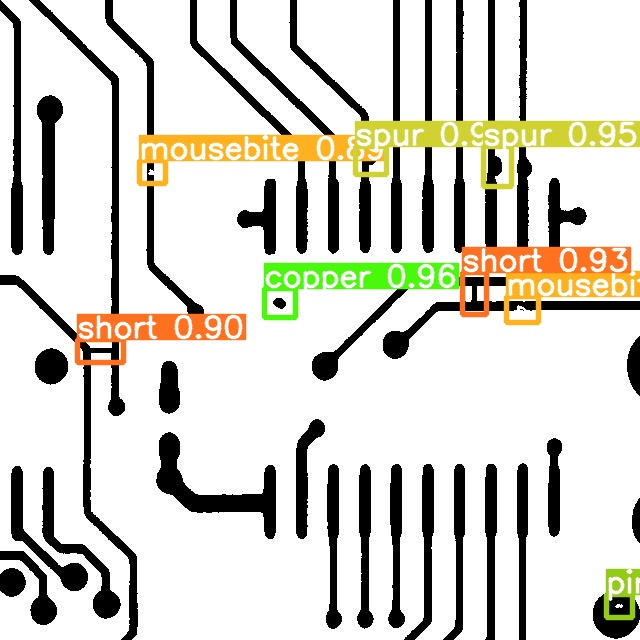 mousebite 0.89
spur 0.9
spur 0.95
short 0.93
copper 0.96
mousebit
short 0.90
pin